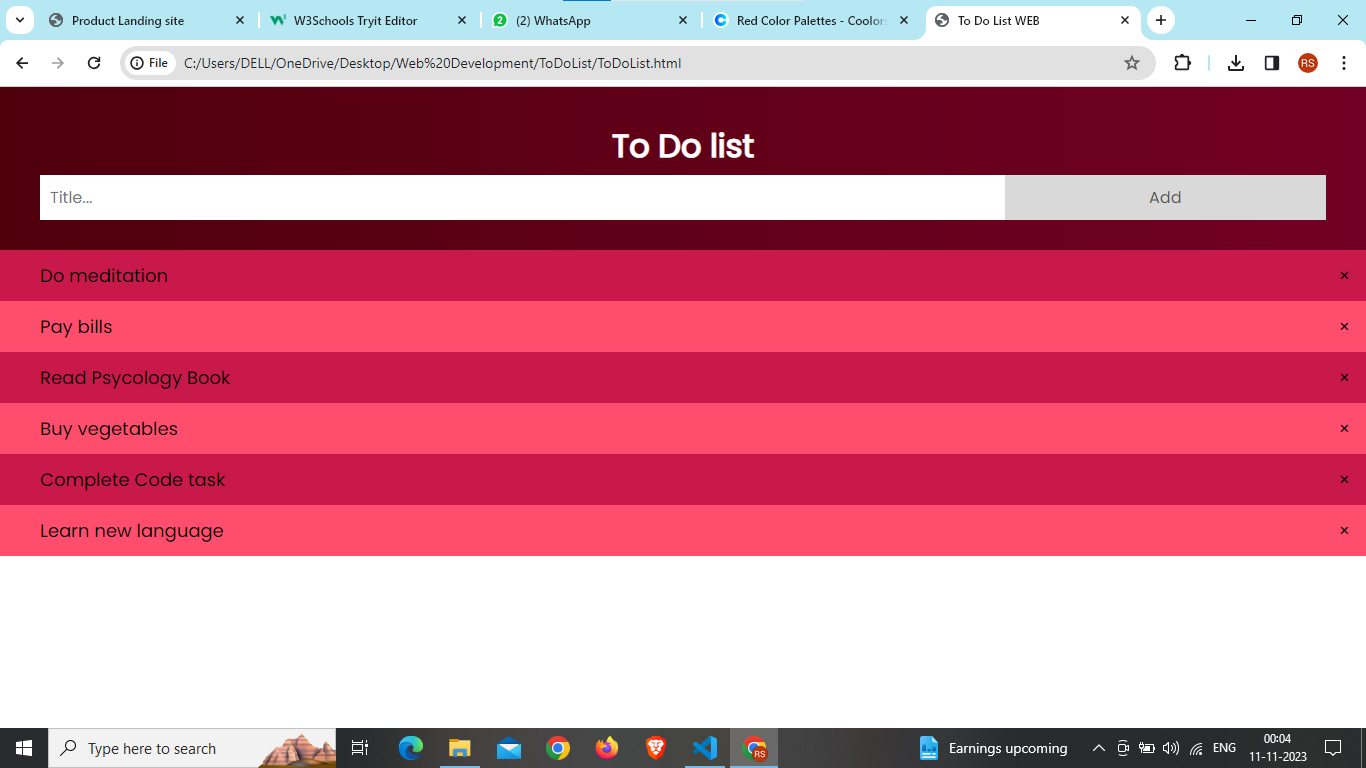 Product Landing site
W3Schools Tryit Editor
(2) WhatsApp
Red Color Palettes - Coolors
To Do List WEB
File
C:/Users/DELL/OneDrive/Desktop/Web%20Development/ToDoList/ToDoList.html
RS
To Do list
Title...
Add
Do meditation
×
Pay bills
×
Read Psycology Book
×
Buy vegetables
×
Complete Code task
×
Learn new language
×
Type here to search
RS
Earnings upcoming
ENG
00:04
11-11-2023